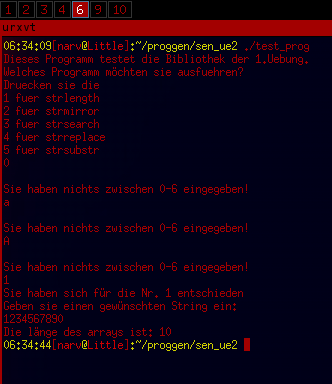 1 2 3 4 6 9 10
urxvt
06:34:09[narv@Little]:~/proggen/sen_ue2 ./test_prog
Dieses Programm testet die Bibliothek der 1.Uebung.
Welches Programm möchten sie ausfuehren?
Druecken sie die
1 fuer strlength
2 fuer strmirror
3 fuer strsearch
4 fuer strreplace
5 fuer strsubstr
0
Sie haben nichts zwischen 0-6 eingegeben!
a
Sie haben nichts zwischen 0-6 eingegeben!
A
Sie haben nichts zwischen 0-6 eingegeben!
1
Sie haben sich für die Nr. 1 entschieden
Geben sie einen gewünschten String ein:
1234567890
Die länge des arrays ist: 10
06:34:44[narv@Little]:~/proggen/sen_ue2